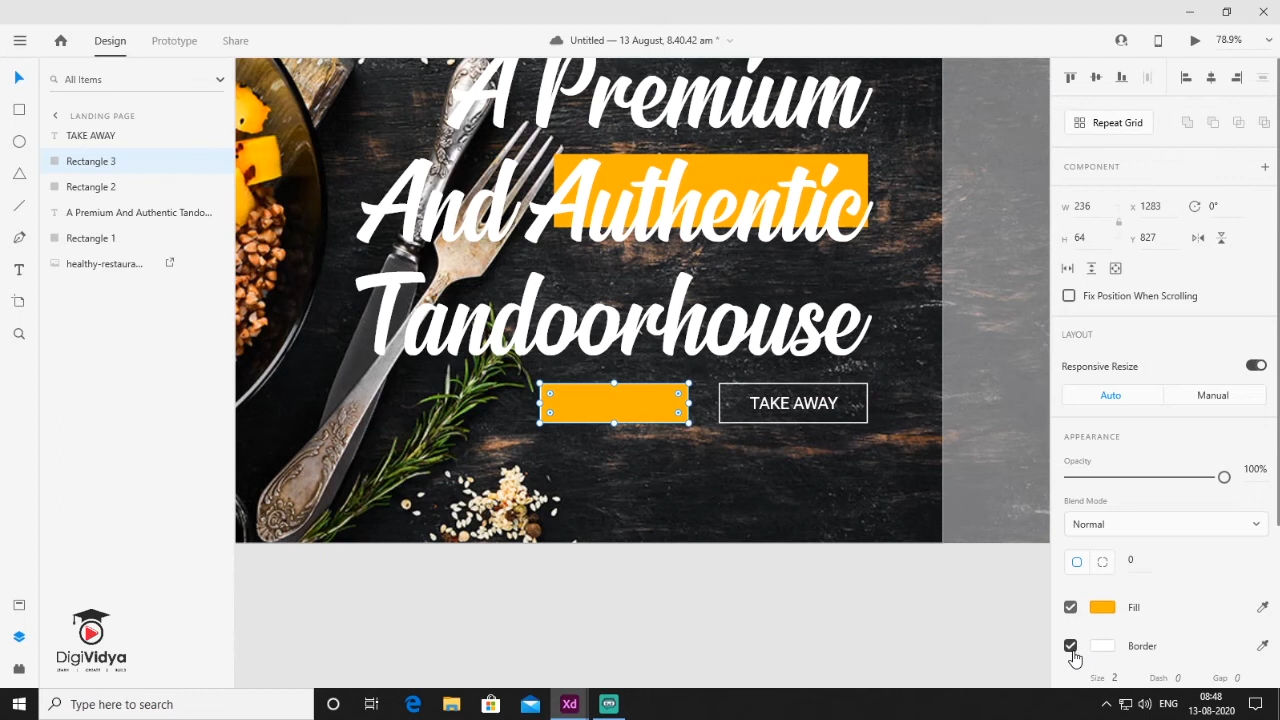 Design
Prototype
Share
Untitled — 13 August, 8.40.42 am *
78.9%
All Items
LANDING PAGE
TAKE AWAY
Rectangle 3
Rectangle 2
A Premium And Authentic Tando...
Rectangle 1
healthy-restaura...
A Premium
And Authentic
Tandoorhouse
TAKE AWAY
Repeat Grid
COMPONENT
W 236 X 1283 0°
H 64 Y 827
Fix Position When Scrolling
LAYOUT
Responsive Resize
Auto Manual
APPEARANCE
Opacity
100%
Blend Mode
Normal
0
Fill
Border
Size 2 Dash 0 Gap 0
DigiVidya
LEARN | CREATE | BUILD
Type here to search
Xd
ENG
08:48
13-08-2020